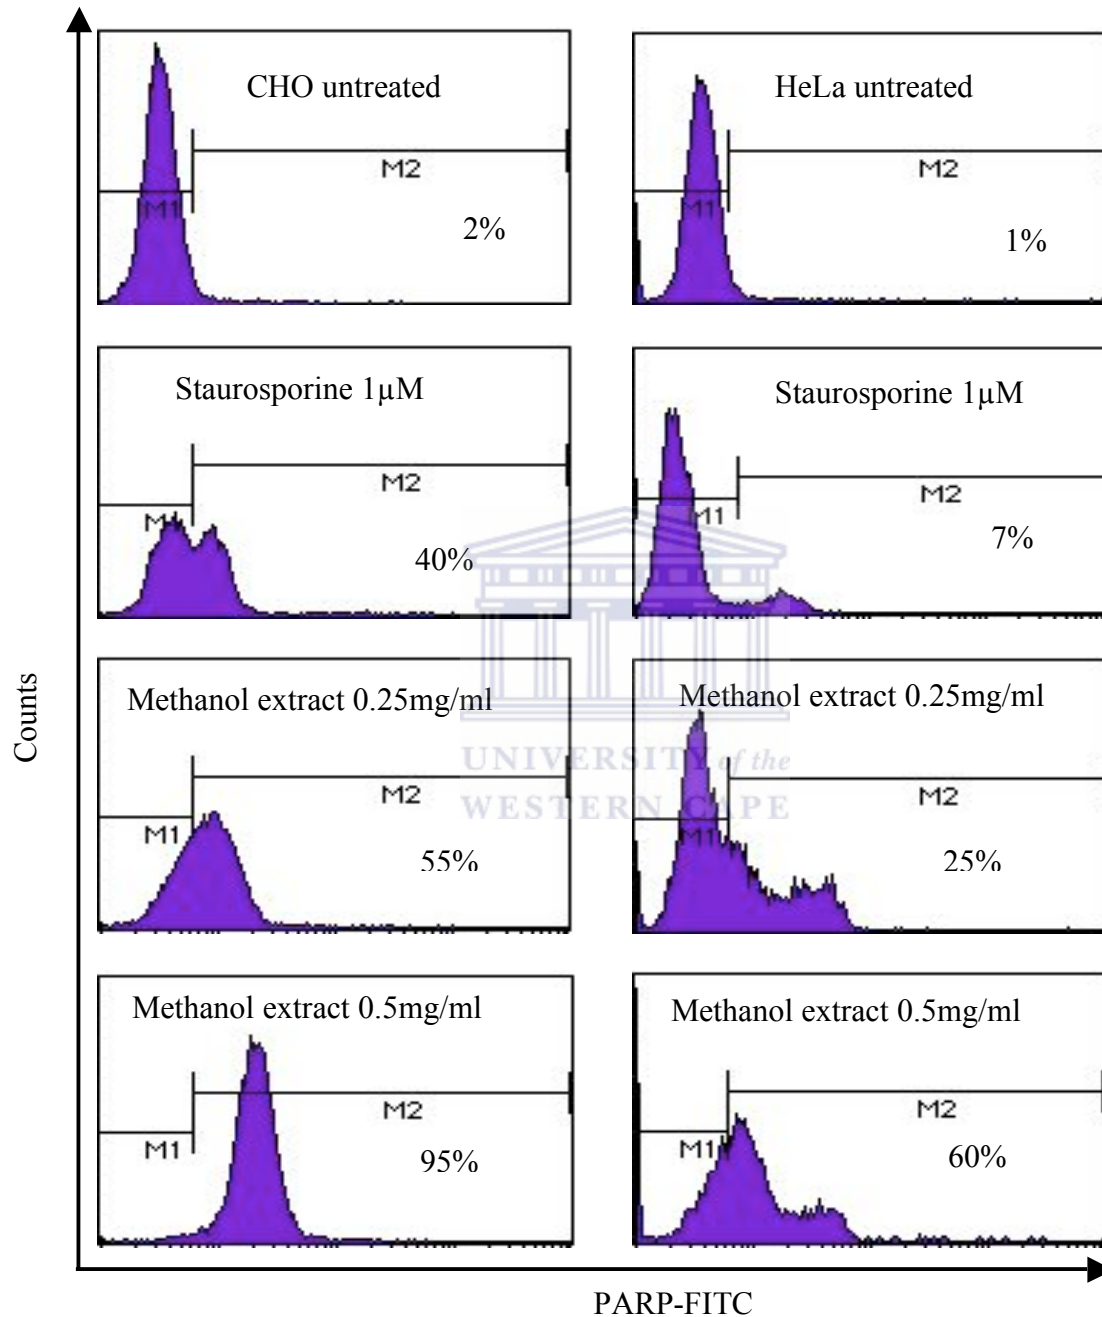 CHO untreated
M2
M1
2%
HeLa untreated
M2
M1
1%
Staurosporine 1µM
M2
40%
Staurosporine 1µM
M2
M1
7%
Methanol extract 0.25mg/ml
M2
M1
55%
Methanol extract 0.25mg/ml
M2
M1
25%
UNIVERSITY of the
WESTERN CAPE
Methanol extract 0.5mg/ml
M2
M1
95%
Methanol extract 0.5mg/ml
M2
M1
60%
Counts
PARP-FITC